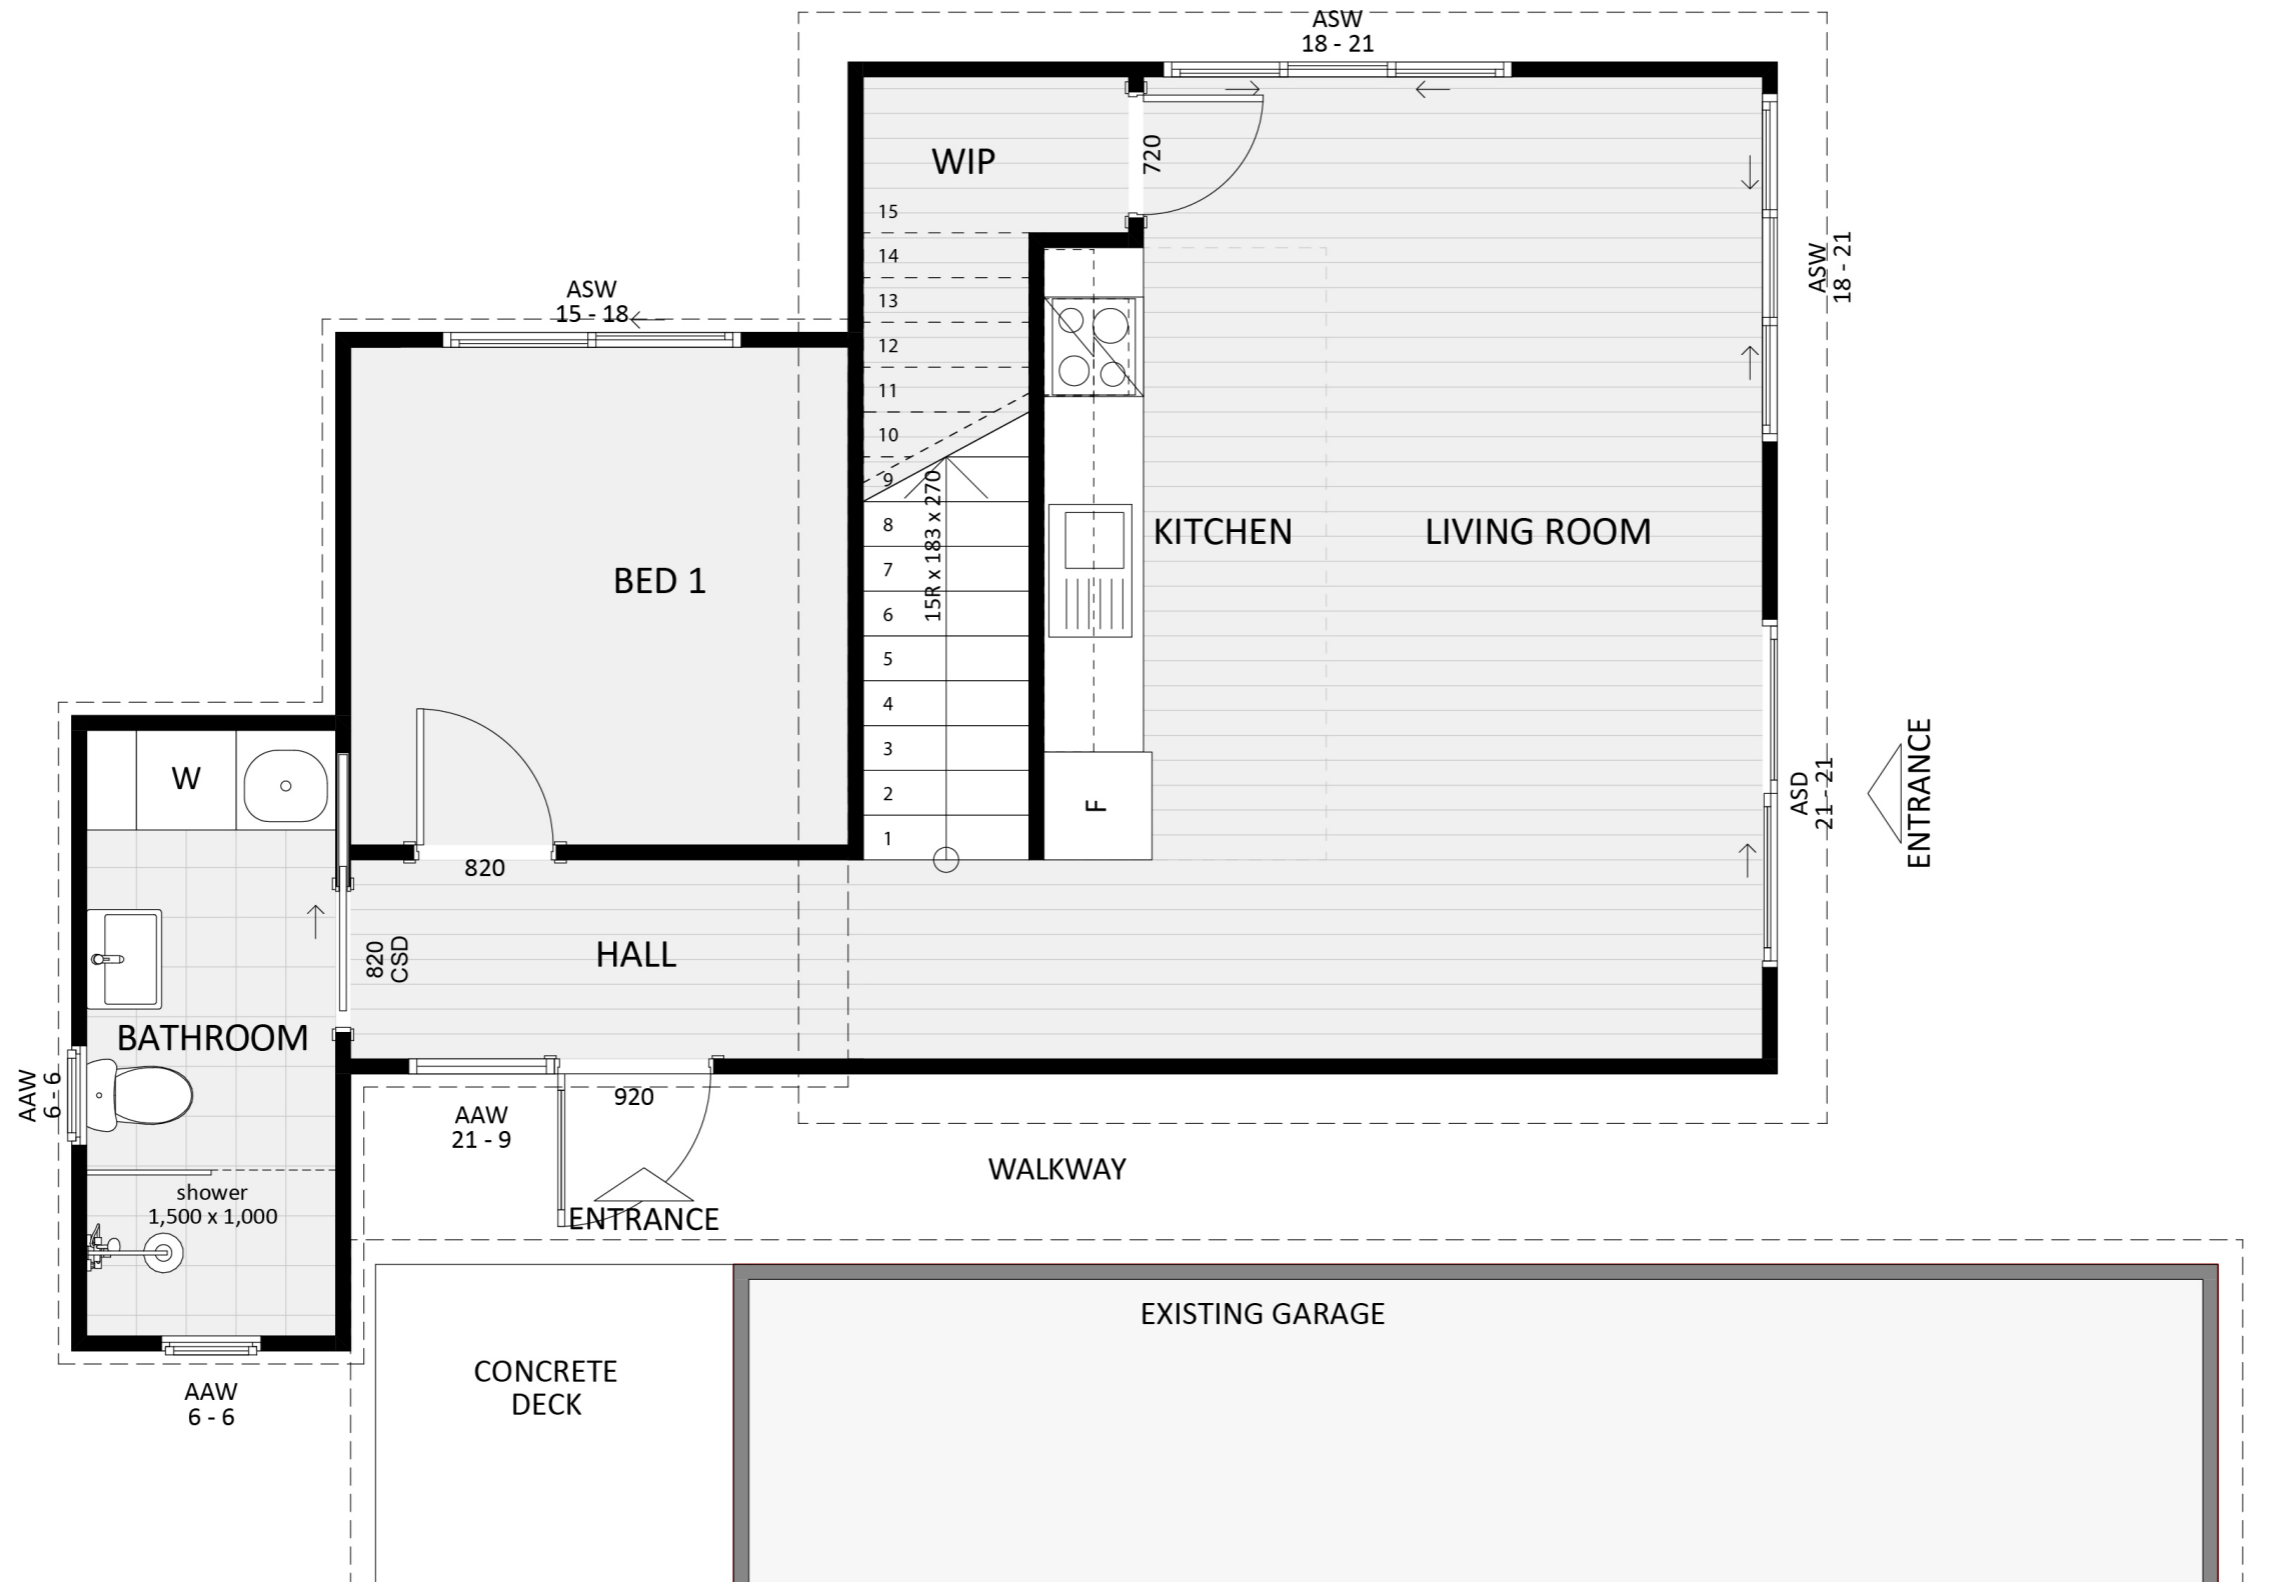 ASW
18 - 21
WIP
720
15
14
13
12
11
10
9
8
7
6
5
4
3
2
1
15R x 183 x 270
ASW
15 - 18
ASW
18 - 21
BED 1
KITCHEN
LIVING ROOM
W
F
ASD
21 - 21
ENTRANCE
820
820
CSD
HALL
BATHROOM
AAW
6 - 6
AAW
21 - 9
920
ENTRANCE
WALKWAY
shower
1,500 x 1,000
EXISTING GARAGE
CONCRETE
DECK
AAW
6 - 6